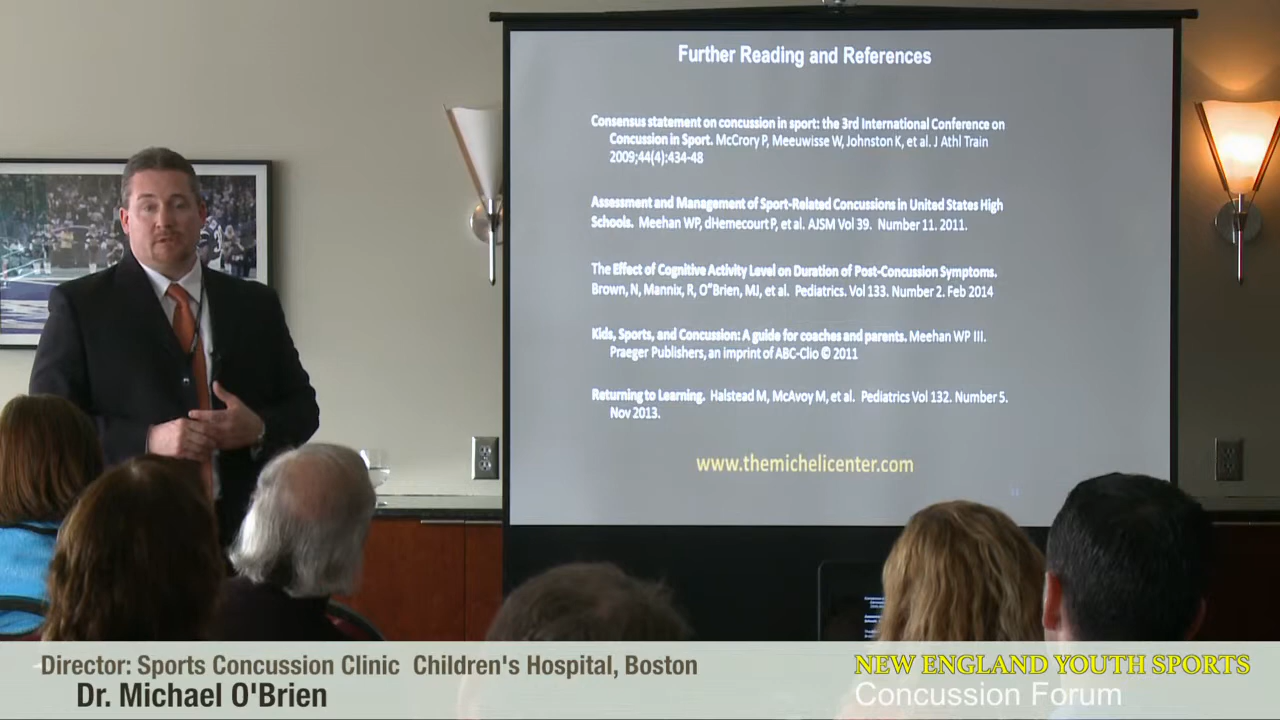 Further Reading and References
Consensus statement on concussion in sport: the 3rd International Conference on
Concussion in Sport. McCrory P, Meeuwisse W, Johnston K, et al. J Athl Train
2009;44(4):434-48
Assessment and Management of Sport-Related Concussions in United States High
Schools. Meehan WP, dHemecourt P, et al. AJSM Vol 39. Number 11. 2011.
The Effect of Cognitive Activity Level on Duration of Post-Concussion Symptoms.
Brown, N, Mannix, R, O"Brien, MJ, et al. Pediatrics. Vol 133. Number 2. Feb 2014
Kids, Sports, and Concussion: A guide for coaches and parents. Meehan WP III.
Praeger Publishers, an imprint of ABC-Clio © 2011
Returning to Learning. Halstead M, McAvoy M, et al. Pediatrics Vol 132. Number 5.
Nov 2013.
www.themichelicenter.com
Director: Sports Concussion Clinic Children's Hospital, Boston
Dr. Michael O'Brien
NEW ENGLAND YOUTH SPORTS
Concussion Forum